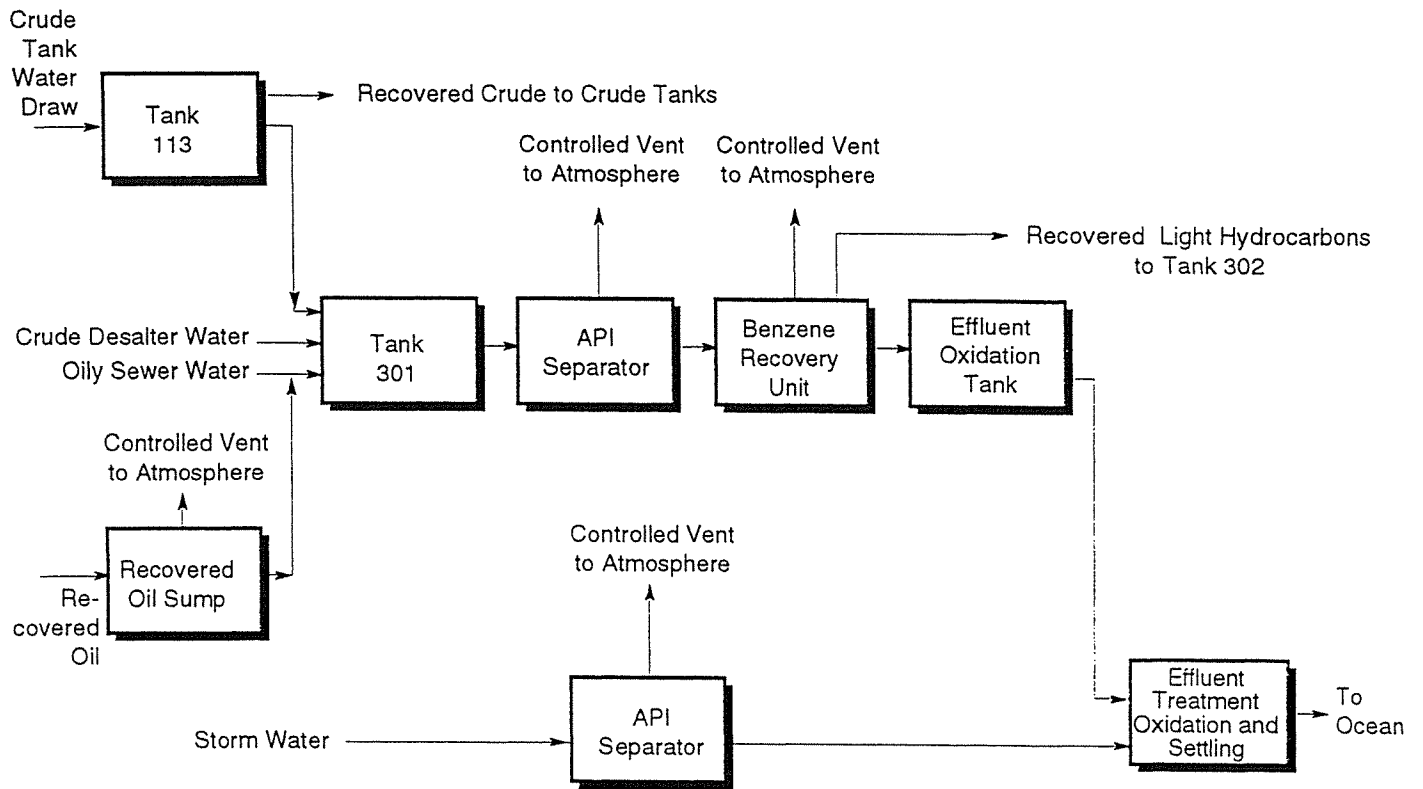 Crude
Tank
Water
Draw
Tank
113
Recovered Crude to Crude Tanks
Controlled Vent
to Atmosphere
Controlled Vent
to Atmosphere
Recovered Light Hydrocarbons
to Tank 302
Crude Desalter Water
Oily Sewer Water
Tank
301
API
Separator
Benzene
Recovery
Unit
Effluent
Oxidation
Tank
Controlled Vent
to Atmosphere
Recovered
Oil Sump
Re-
covered
Oil
Controlled Vent
to Atmosphere
Storm Water
API
Separator
Effluent
Treatment
Oxidation and
Settling
To
Ocean